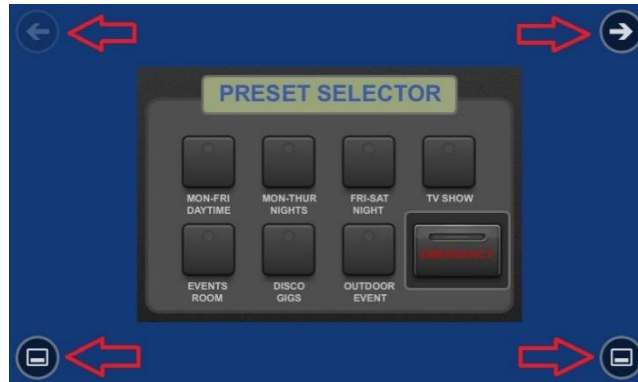 PRESET SELECTOR
MON-FRI
DAYTIME
MON-THUR
NIGHTS
FRI-SAT
NIGHT
TV SHOW
EVENTS
ROOM
DISCO
GIGS
OUTDOOR
EVENT
EMERGENCY